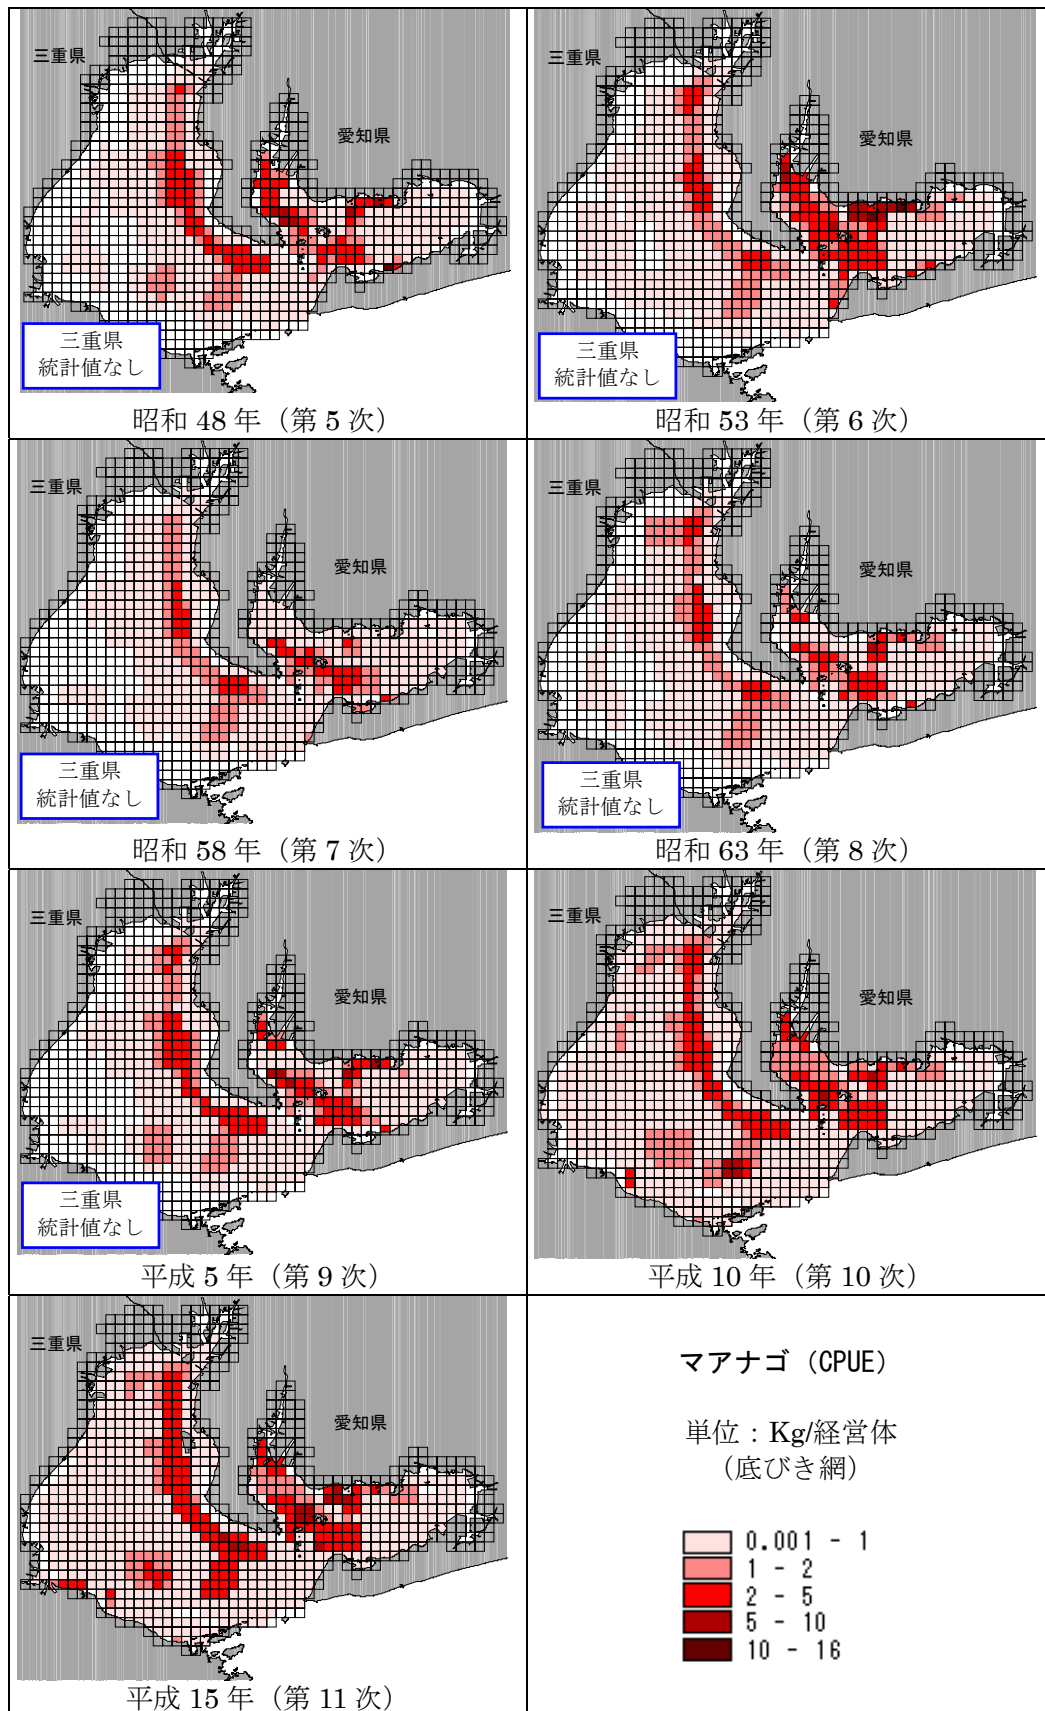 三重県
愛知県
三重県
統計値なし
昭和 48 年（第 5 次）
三重県
愛知県
三重県
統計値なし
昭和 53 年（第 6 次）
三重県
愛知県
三重県
統計値なし
昭和 58 年（第 7 次）
三重県
愛知県
三重県
統計値なし
昭和 63 年（第 8 次）
三重県
愛知県
三重県
統計値なし
平成 5 年（第 9 次）
三重県
愛知県
平成 10 年（第 10 次）
三重県
愛知県
平成 15 年（第 11 次）
マアナゴ（CPUE）
単位：Kg/経営体
（底びき網）
0.001 - 1
1 - 2
2 - 5
5 - 10
10 - 16